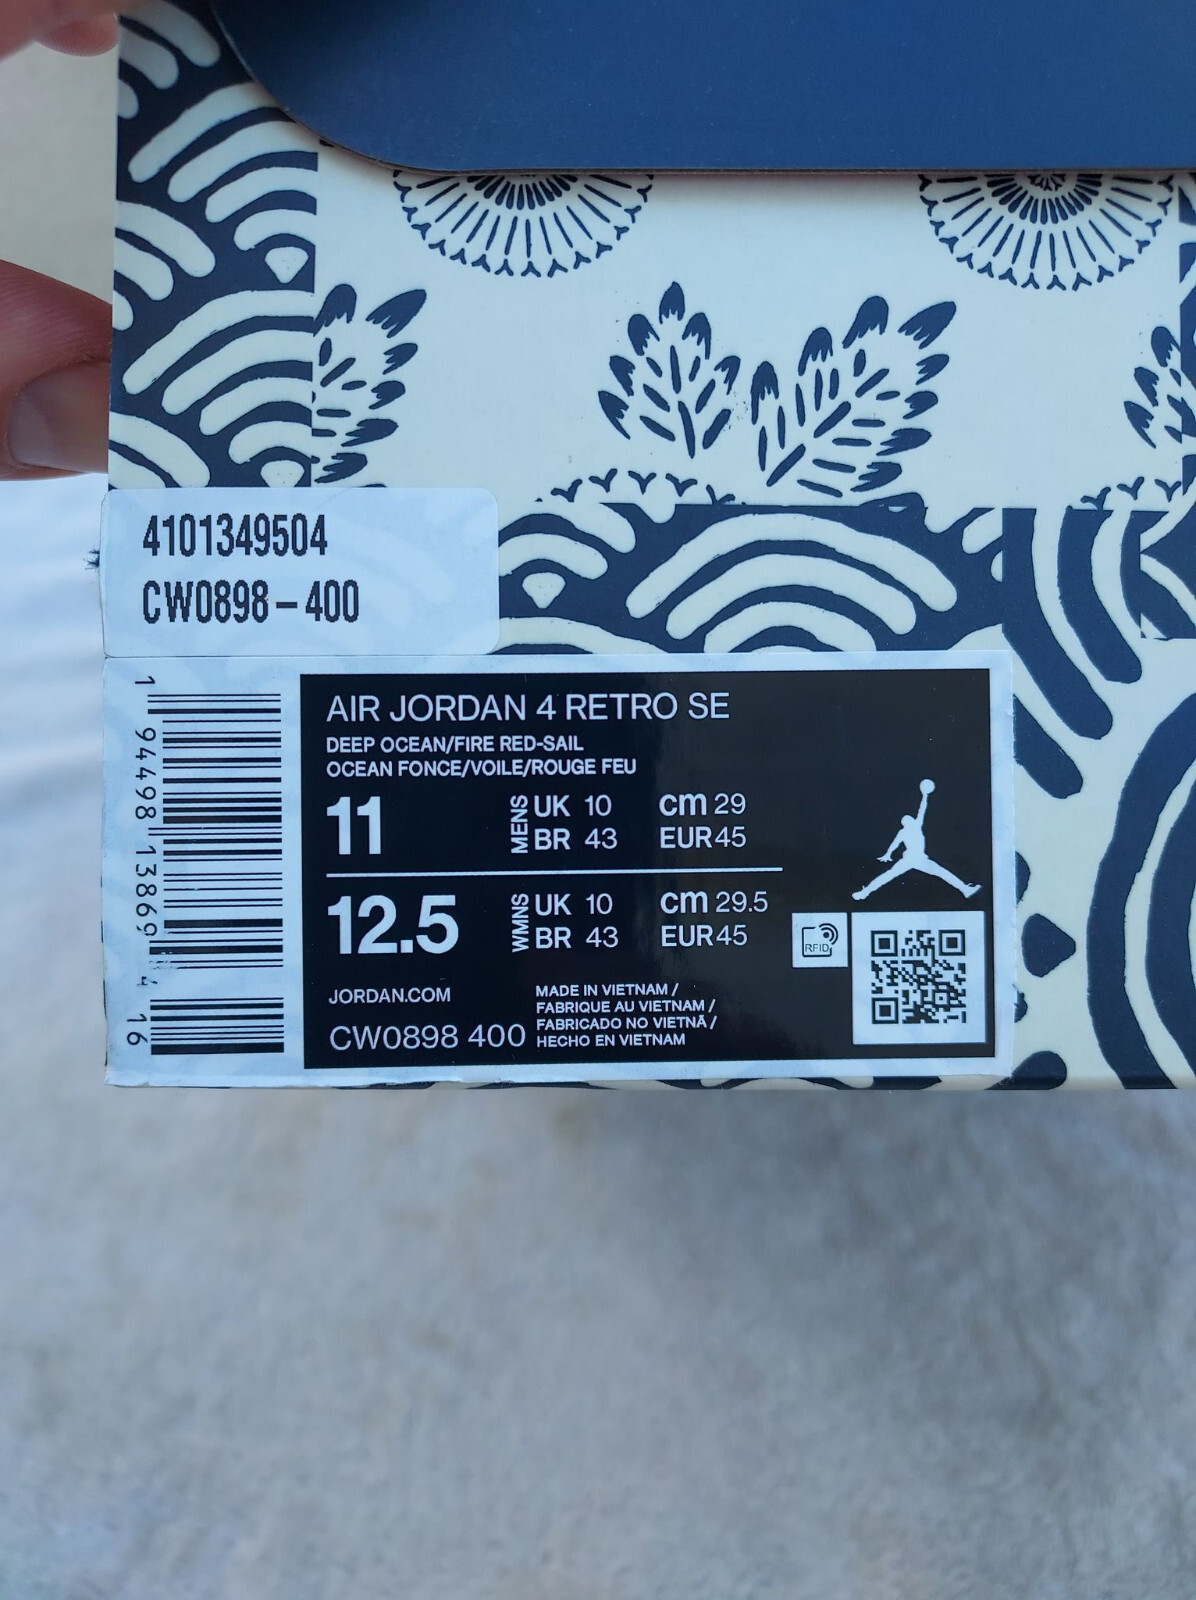 4101349504
CW0898-400
1 94498 13869 4 16
AIR JORDAN 4 RETRO SE
DEEP OCEAN/FIRE RED-SAIL
OCEAN FONCE/VOILE/ROUGE FEU
11 MENS UK 10 cm 29
BR 43 EUR 45
12.5 WMNS UK 10 cm 29.5
BR 43 EUR 45
RFID
JORDAN.COM
CW0898 400
MADE IN VIETNAM /
FABRIQUE AU VIETNAM /
FABRICADO NO VIETNÃ /
HECHO EN VIETNAM